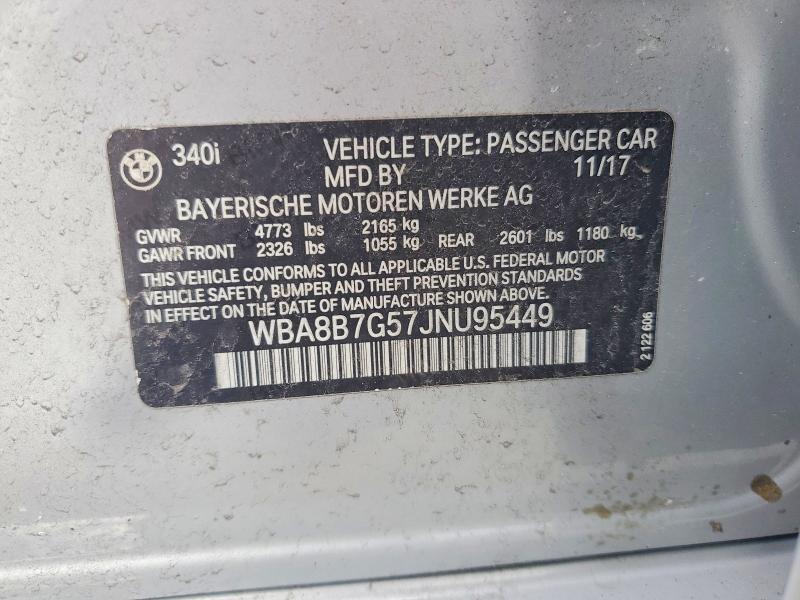 340i VEHICLE TYPE: PASSENGER CAR
MFD BY 11/17
BAYERISCHE MOTOREN WERKE AG
GVWR 4773 lbs 2165 kg
GAWR FRONT 2326 lbs 1055 kg REAR 2601 lbs 1180 kg
THIS VEHICLE CONFORMS TO ALL APPLICABLE U.S. FEDERAL MOTOR
VEHICLE SAFETY, BUMPER AND THEFT PREVENTION STANDARDS
IN EFFECT ON THE DATE OF MANUFACTURE SHOWN ABOVE.
WBA8B7G57JNU95449
2 122 606